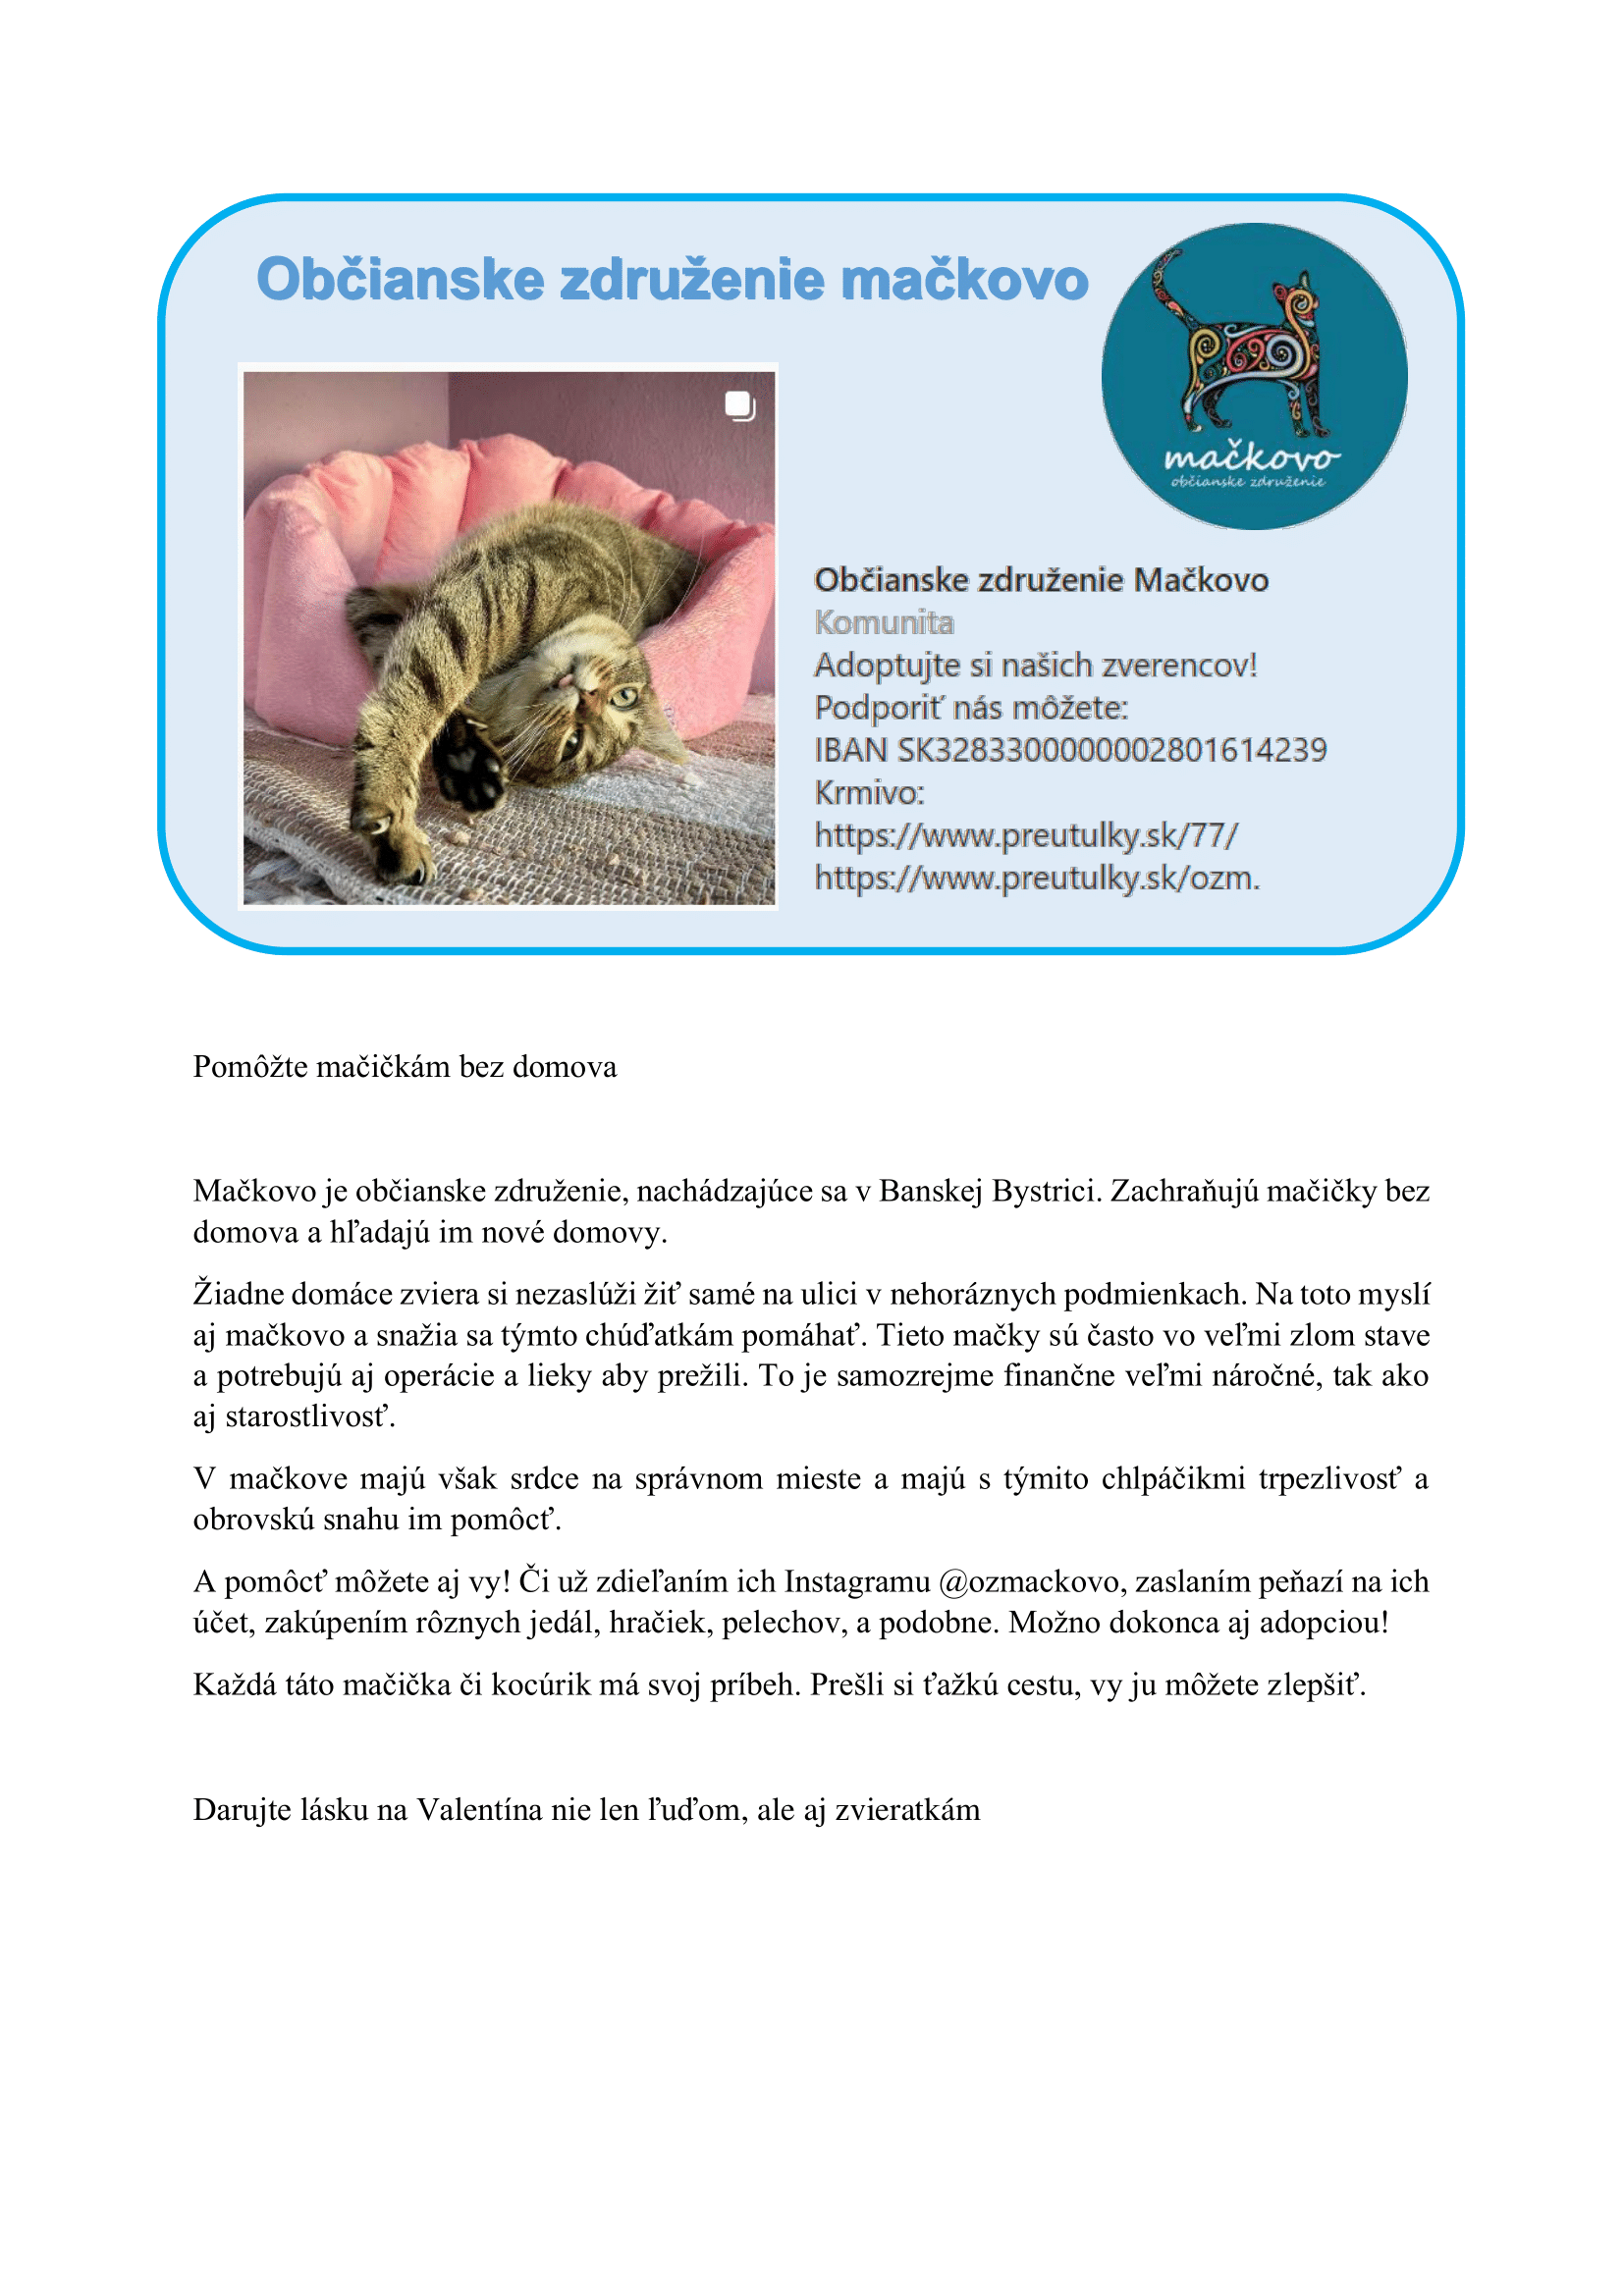 Občianske združenie mačkovo
mačkovo
občianske združenie
Občianske združenie Mačkovo
Komunita
Adoptujte si našich zverencov!
Podporiť nás môžete:
IBAN SK3283300000002801614239
Krmivo:
https://www.preutulky.sk/77/
https://www.preutulky.sk/ozm.
Pomôžte mačičkám bez domova
Mačkovo je občianske združenie, nachádzajúce sa v Banskej Bystrici. Zachraňujú mačičky bez
domova a hľadajú im nové domovy.
Žiadne domáce zviera si nezaslúži žiť samé na ulici v nehoráznych podmienkach. Na toto myslí
aj mačkovo a snažia sa týmto chúďatkám pomáhať. Tieto mačky sú často vo veľmi zlom stave
a potrebujú aj operácie a lieky aby prežili. To je samozrejme finančne veľmi náročné, tak ako
aj starostlivosť.
V mačkove majú však srdce na správnom mieste a majú s týmito chlpáčikmi trpezlivosť a
obrovskú snahu im pomôcť.
A pomôcť môžete aj vy! Či už zdieľaním ich Instagramu @ozmackovo, zaslaním peňazí na ich
účet, zakúpením rôznych jedál, hračiek, pelechov, a podobne. Možno dokonca aj adopciou!
Každá táto mačička či kocúrik má svoj príbeh. Prešli si ťažkú cestu, vy ju môžete zlepšiť.
Darujte lásku na Valentína nie len ľuďom, ale aj zvieratkám